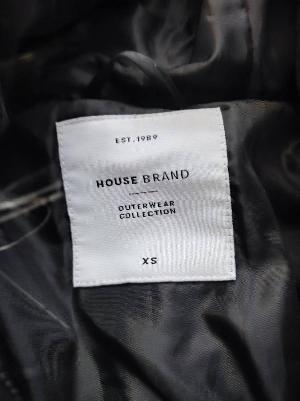 EST. 1989
HOUSE BRAND
OUTERWEAR
COLLECTION
XS